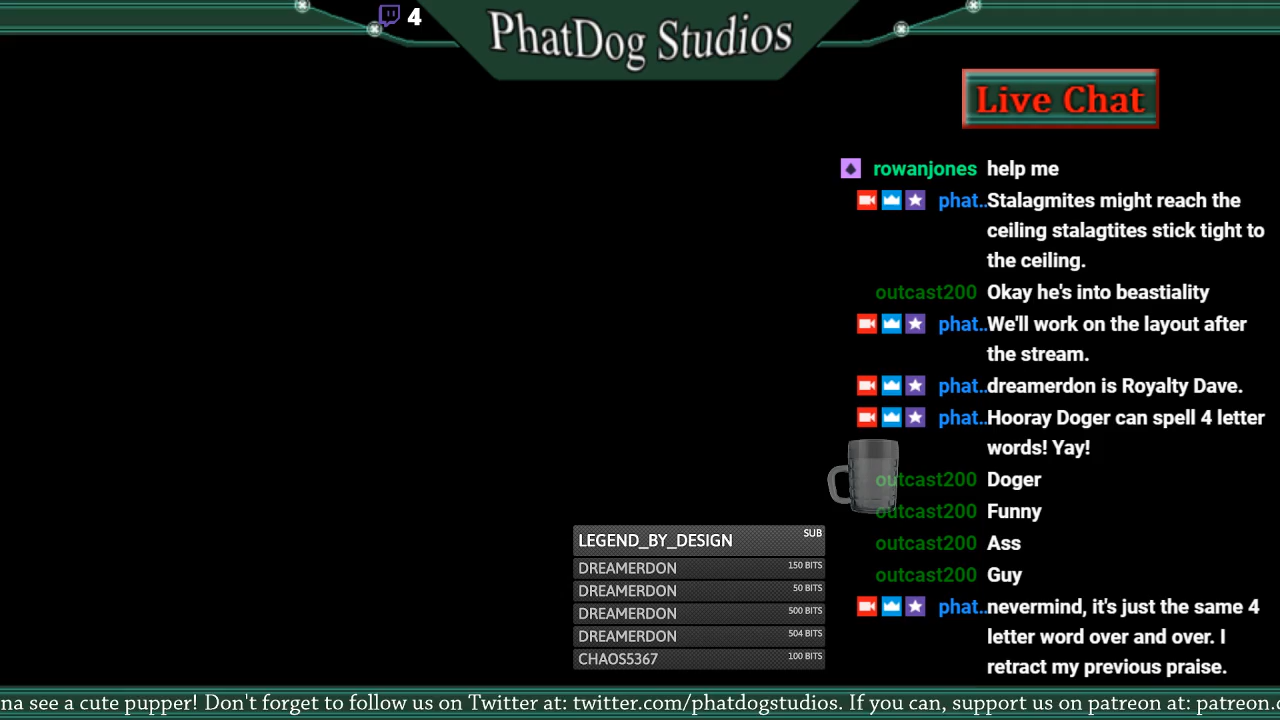 4
PhatDog Studios
Live Chat
rowanjones help me
phat.. Stalagmites might reach the
ceiling stalagtites stick tight to
the ceiling.
outcast200 Okay he's into beastiality
phat.. We'll work on the layout after
the stream.
phat.. dreamerdon is Royalty Dave.
phat.. Hooray Doger can spell 4 letter
words! Yay!
outcast200 Doger
outcast200 Funny
outcast200 Ass
outcast200 Guy
phat.. nevermind, it's just the same 4
letter word over and over. I
retract my previous praise.
LEGEND_BY_DESIGN SUB
DREAMERDON 150 BITS
DREAMERDON 50 BITS
DREAMERDON 500 BITS
DREAMERDON 504 BITS
CHAOS5367 100 BITS
na see a cute pupper! Don't forget to follow us on Twitter at: twitter.com/phatdogstudios. If you can, support us on patreon at: patreon.